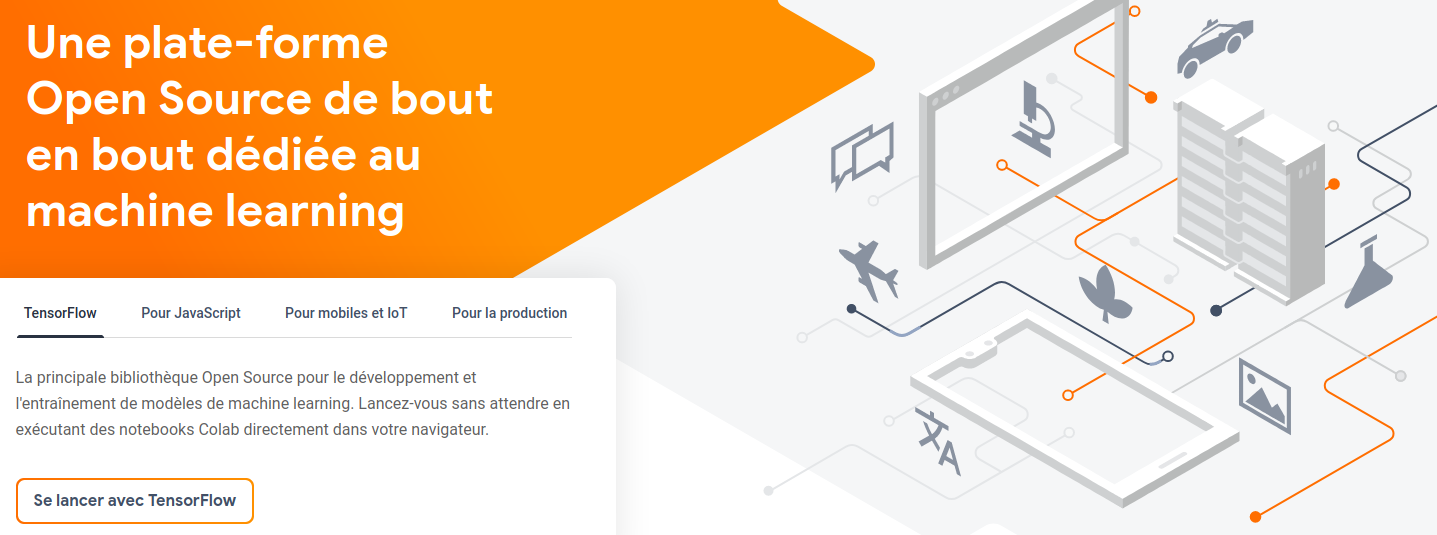 Une plate-forme
Open Source de bout
en bout dédiée au
machine learning
TensorFlow Pour JavaScript Pour mobiles et IoT Pour la production
La principale bibliothèque Open Source pour le développement et
l'entraînement de modèles de machine learning. Lancez-vous sans attendre en
exécutant des notebooks Colab directement dans votre navigateur.
Se lancer avec TensorFlow
文A